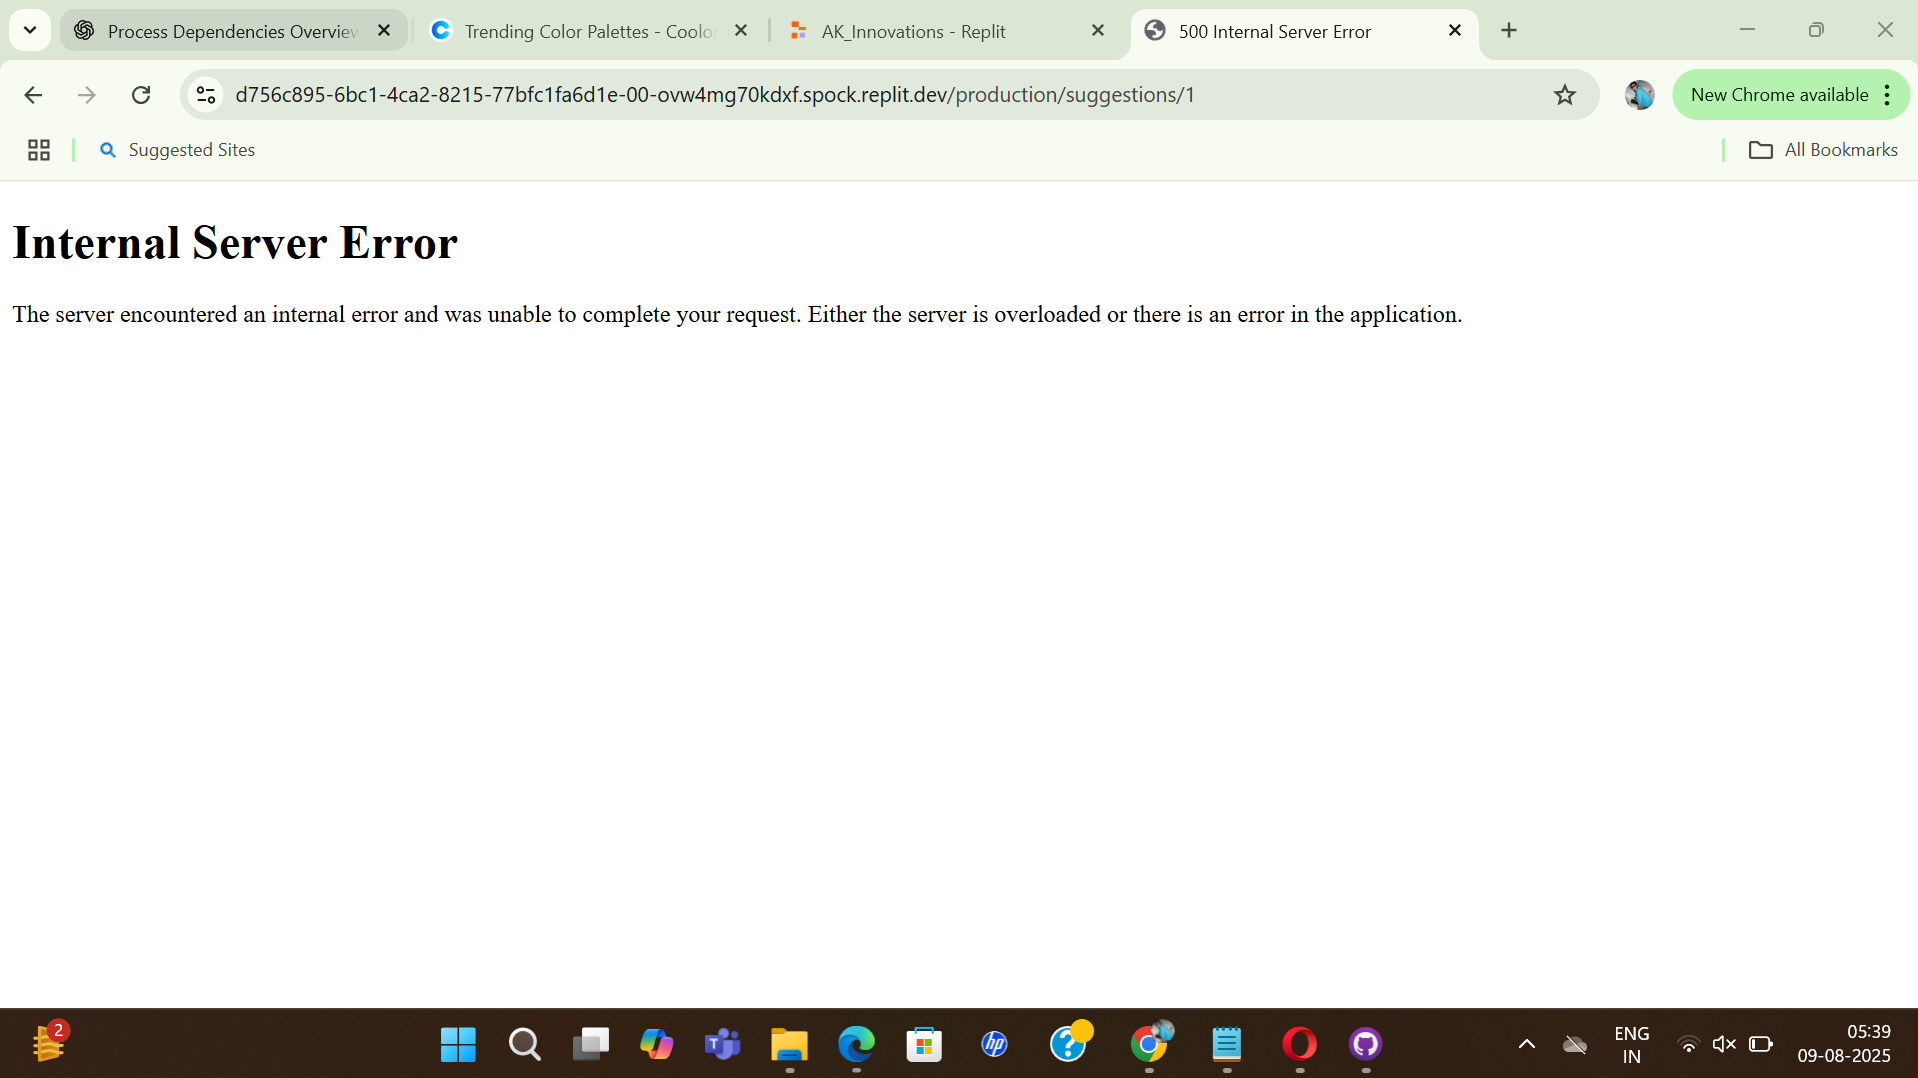 Process Dependencies Overview
Trending Color Palettes - Coolo
AK_Innovations - Replit
500 Internal Server Error
d756c895-6bc1-4ca2-8215-77bfc1fa6d1e-00-ovw4mg70kdxf.spock.replit.dev/production/suggestions/1
New Chrome available
Suggested Sites
All Bookmarks
Internal Server Error
The server encountered an internal error and was unable to complete your request. Either the server is overloaded or there is an error in the application.
2
hp
ENG
IN
05:39
09-08-2025